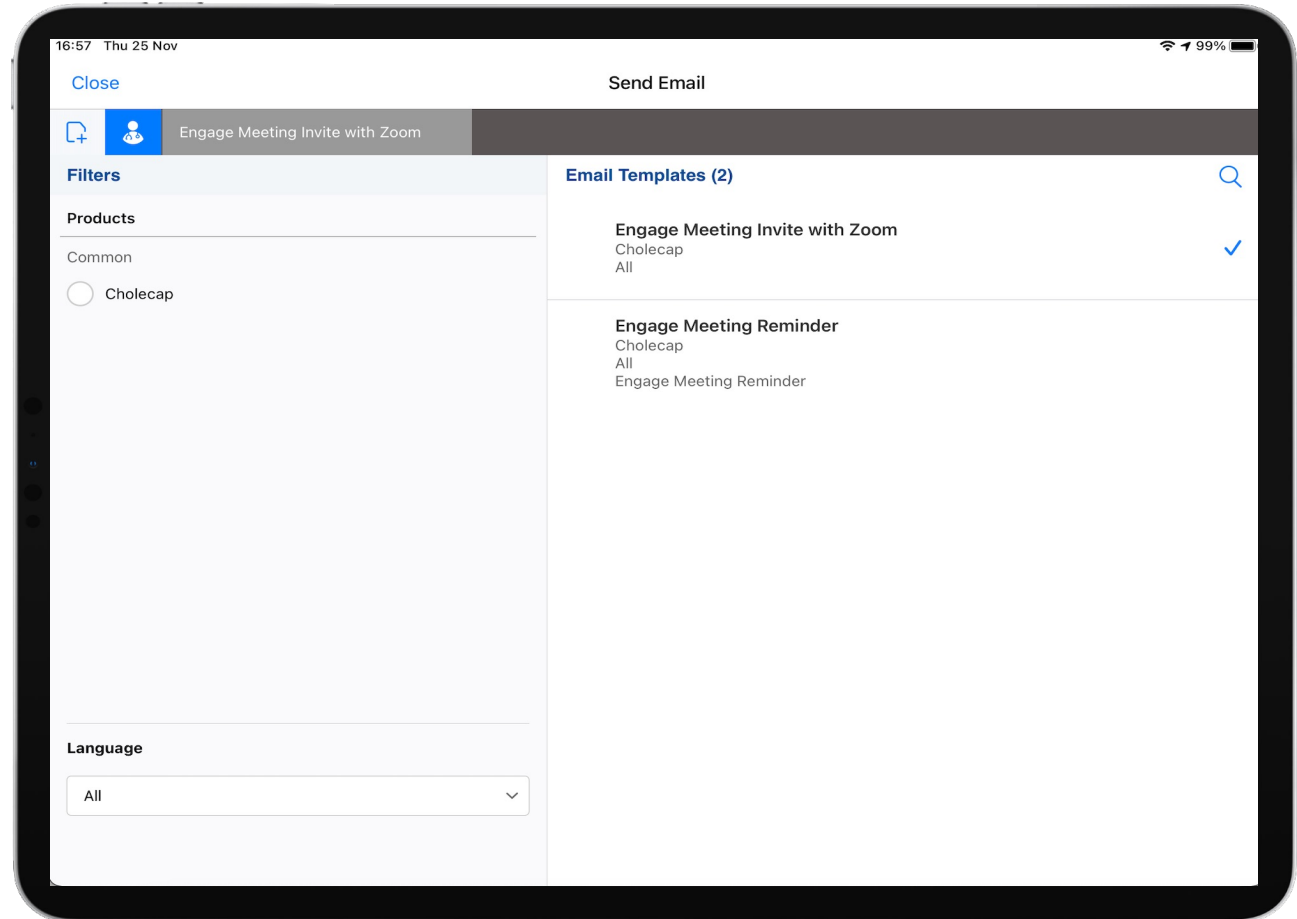 16:57 Thu 25 Nov
99%
Close
Send Email
Engage Meeting Invite with Zoom
Filters
Products
Common
Cholecap
Language
All
Email Templates (2)
Engage Meeting Invite with Zoom
Cholecap
All
Engage Meeting Reminder
Cholecap
All
Engage Meeting Reminder